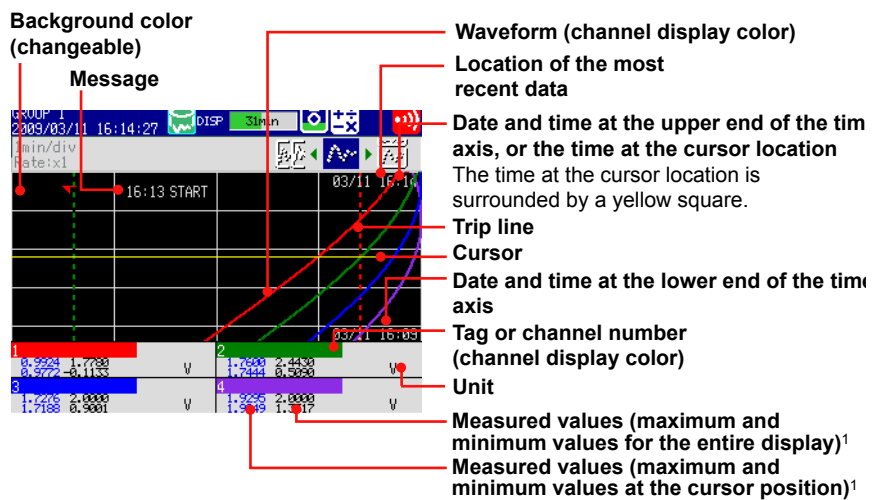 Background color
(changeable)
Message
Waveform (channel display color)
Location of the most
recent data
Date and time at the upper end of the tim
axis, or the time at the cursor location
The time at the cursor location is
surrounded by a yellow square.
Trip line
Cursor
Date and time at the lower end of the time
axis
Tag or channel number
(channel display color)
Unit
Measured values (maximum and
minimum values for the entire display)1
Measured values (maximum and
minimum values at the cursor position)1
GROUP 1
2009/03/11 16:14:27 DISP 31min
1min/div
Rate:x1
16:13 START
03/11 16:14
03/11 16:09
1
0.9924 1.7780
0.9772 -0.1133 V
2
1.7600 2.4430
1.7444 0.5090 V
3
1.7276 2.0000
1.7188 0.9001 V
4
1.9295 2.0000
V